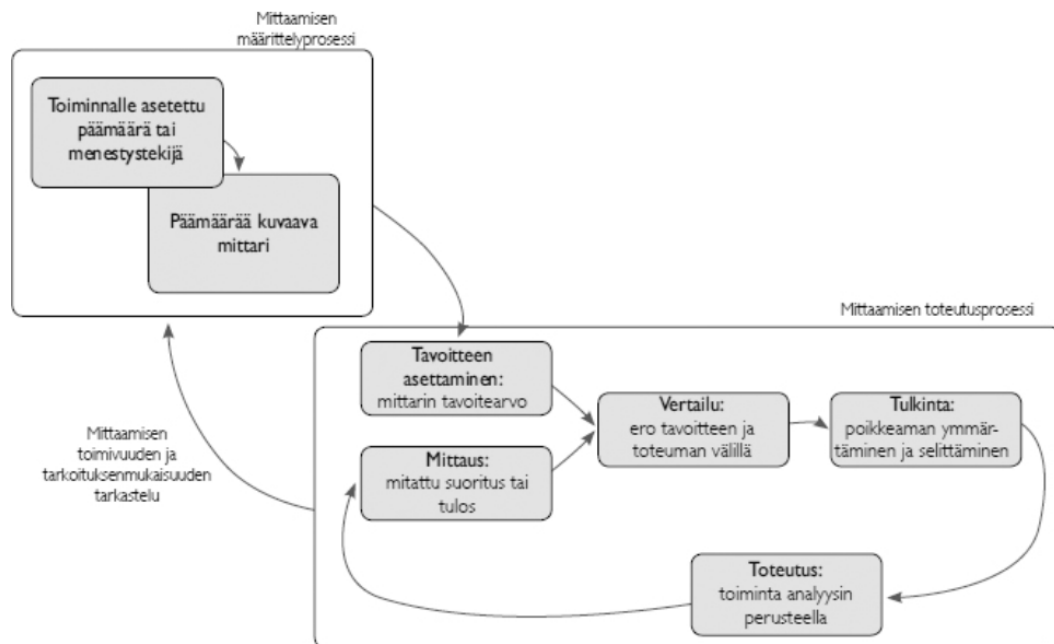 Mittaamisen
määrittelyprosessi
Toiminnalle asetettu
päämäärä tai
menestystekijä
Päämäärää kuvaava
mittari
Mittaamisen toteutusprosessi
Tavoitteen
asettaminen:
mittarin tavoitearvo
Mittaus:
mitattu suoritus tai
tulos
Vertailu:
ero tavoitteen ja
toteuman välillä
Tulkinta:
poikkeaman ymmär-
täminen ja selittäminen
Toteutus:
toiminta analyysin
perusteella
Mittaamisen
toimivuuden ja
tarkoituksenmukaisuuden
tarkastelu